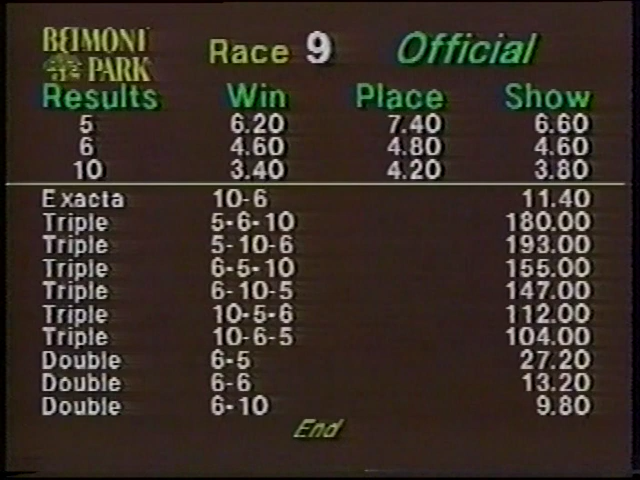 BELMONT PARK
Race 9 Official
Results Win Place Show
5 6.20 7.40 6.60
6 4.60 4.80 4.60
10 3.40 4.20 3.80
Exacta 10-6 11.40
Triple 5-6-10 180.00
Triple 5-10-6 193.00
Triple 6-5-10 155.00
Triple 6-10-5 147.00
Triple 10-5-6 112.00
Triple 10-6-5 104.00
Double 6-5 27.20
Double 6-6 13.20
Double 6-10 9.80
End